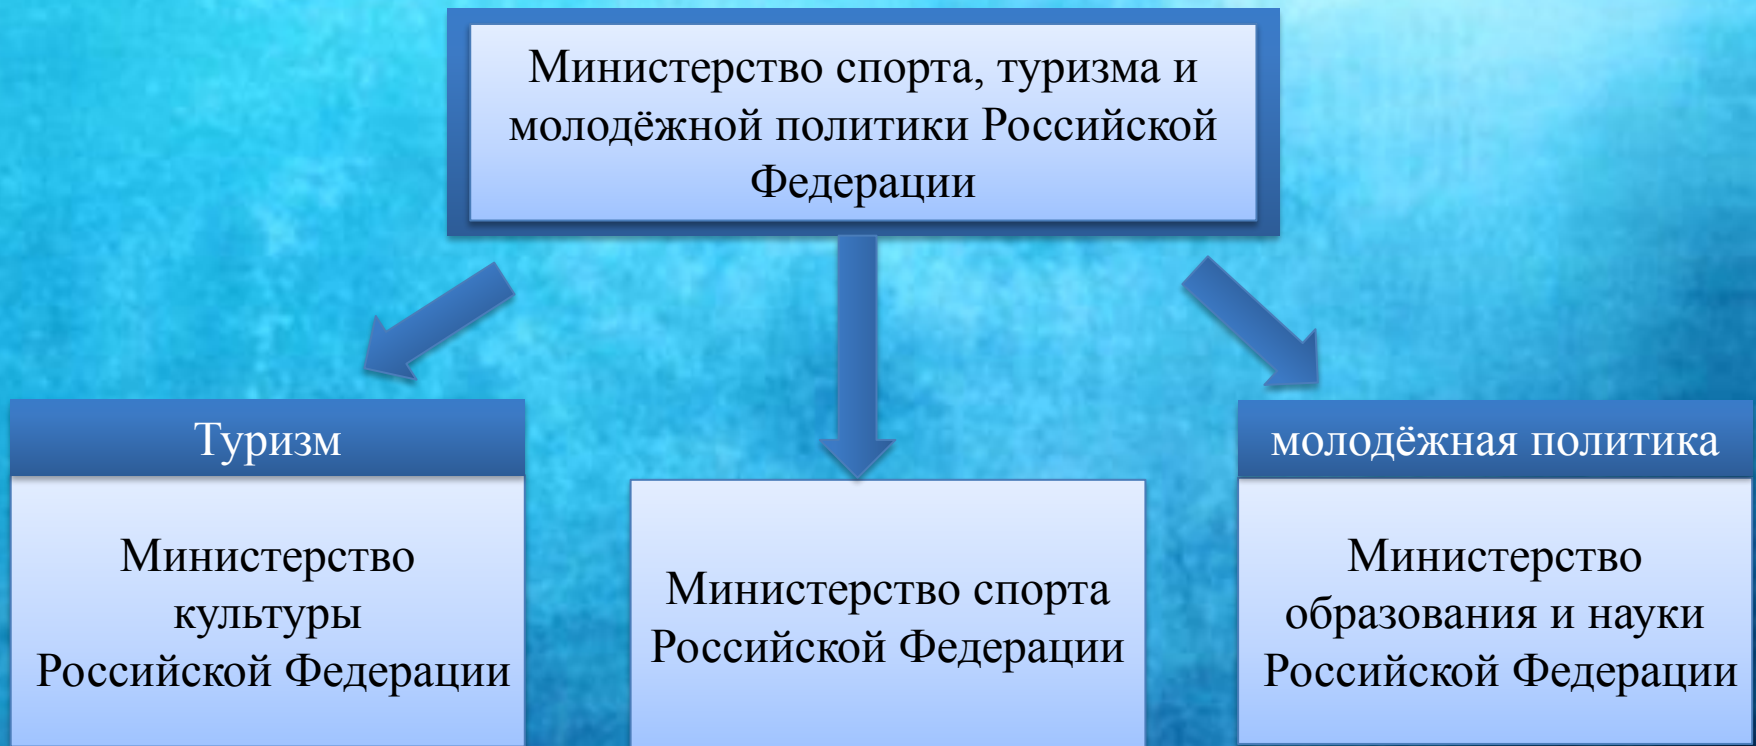 Министерство спорта, туризма и
молодёжной политики Российской
Федерации
Туризм
Министерство
культуры
Российской Федерации
Министерство спорта
Российской Федерации
молодёжная политика
Министерство
образования и науки
Российской Федерации